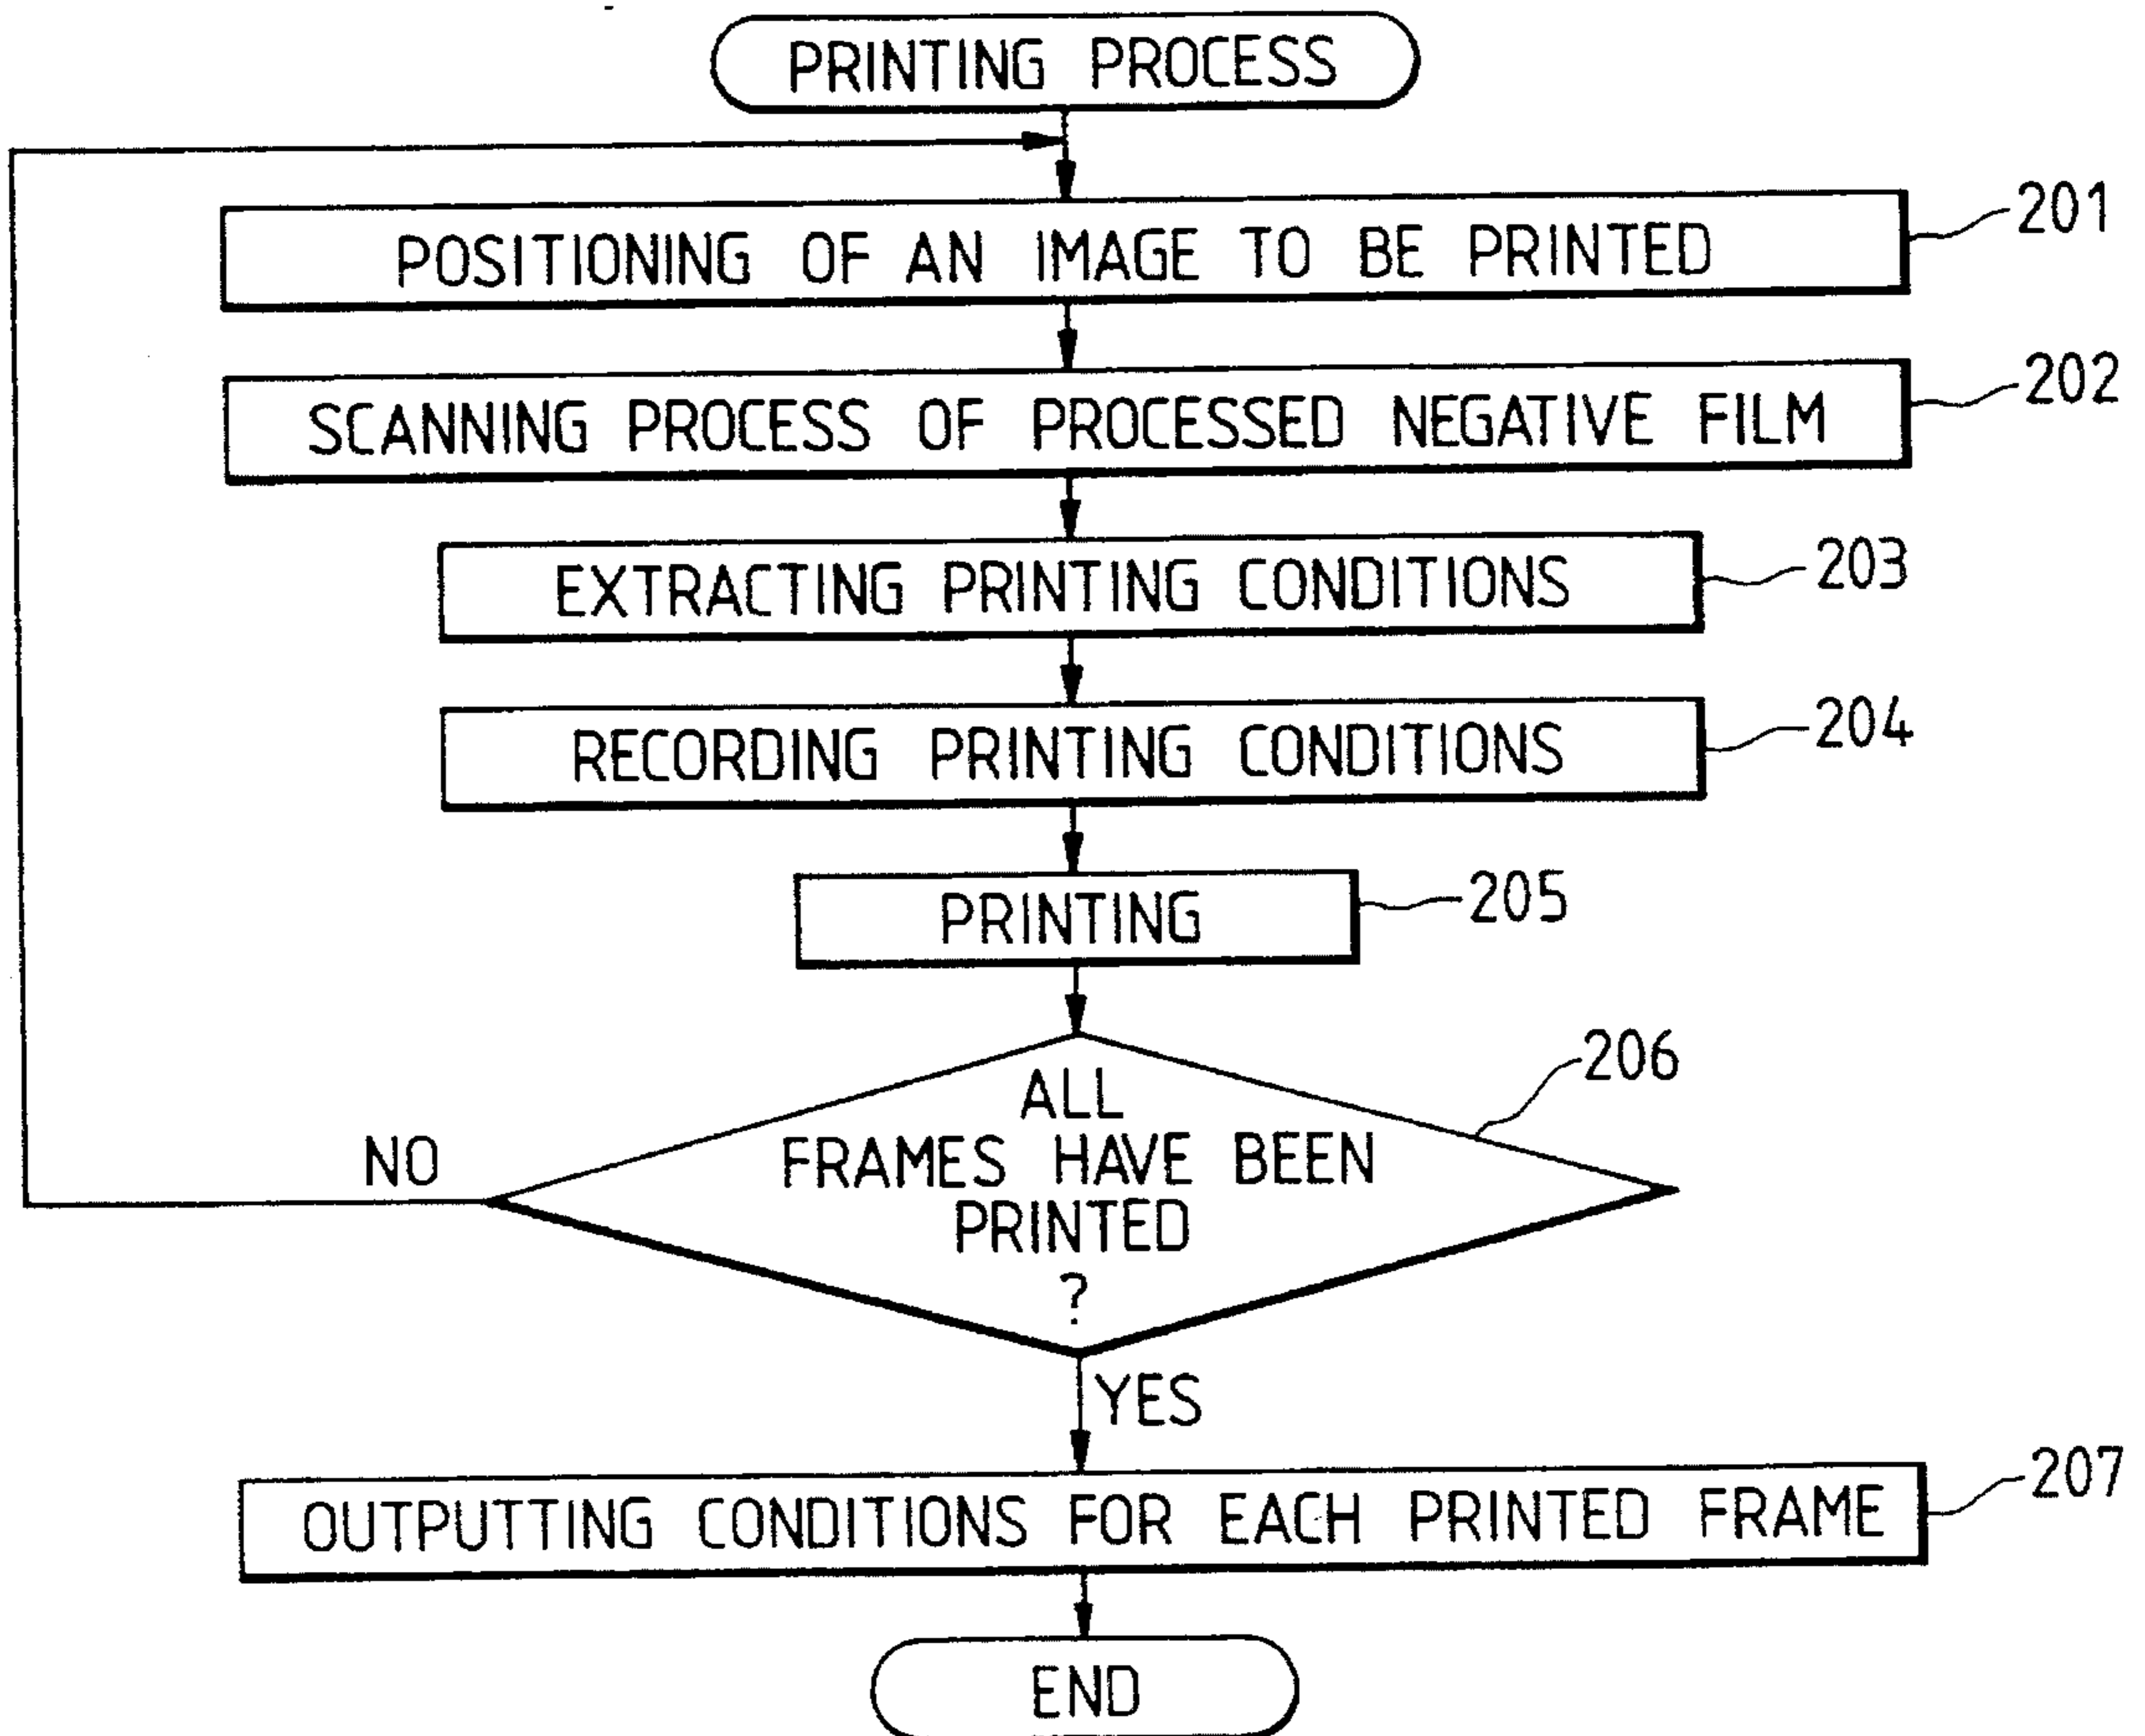 PRINTING PROCESS
POSITIONING OF AN IMAGE TO BE PRINTED
201
SCANNING PROCESS OF PROCESSED NEGATIVE FILM
202
EXTRACTING PRINTING CONDITIONS
203
RECORDING PRINTING CONDITIONS
204
PRINTING
205
206
ALL
FRAMES HAVE BEEN
PRINTED
?
NO
YES
OUTPUTTING CONDITIONS FOR EACH PRINTED FRAME
207
END